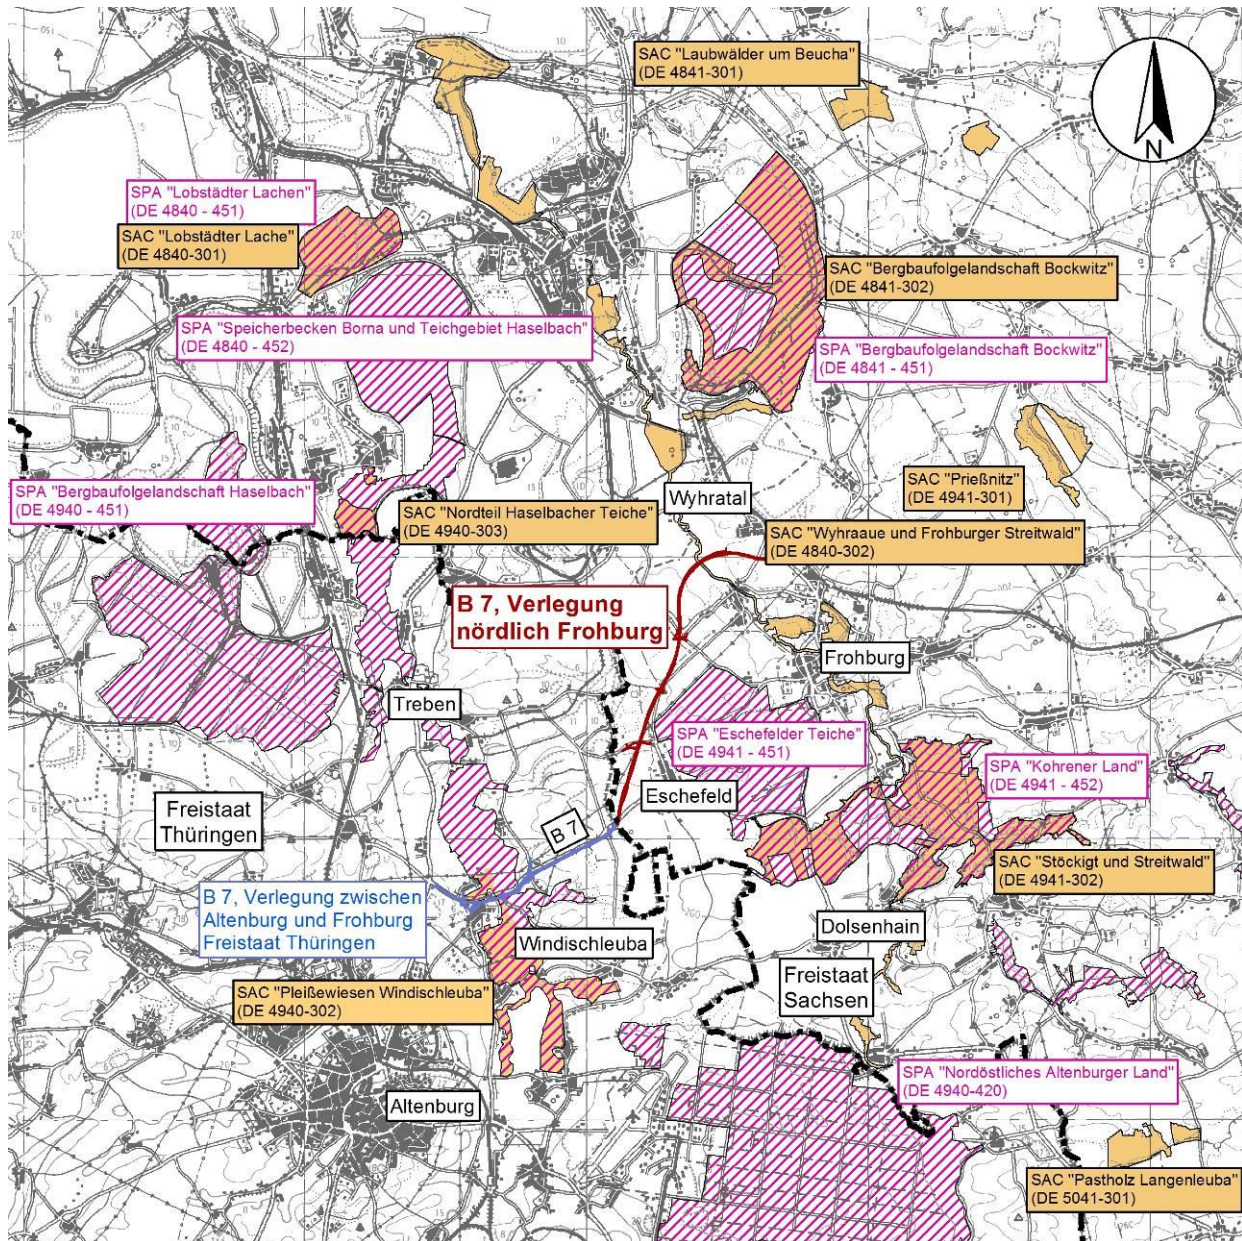 SAC "Laubwälder um Beucha"
(DE 4841-301)
N
SPA "Lobstädter Lachen"
(DE 4840 - 451)
SAC "Lobstädter Lache"
(DE 4840-301)
SAC "Bergbaufolgelandschaft Bockwitz"
(DE 4841-302)
SPA "Speicherbecken Borna und Teichgebiet Haselbach"
(DE 4840 - 452)
SPA "Bergbaufolgelandschaft Bockwitz"
(DE 4841 - 451)
SPA "Bergbaufolgelandschaft Haselbach"
(DE 4940 - 451)
SAC "Prießnitz"
(DE 4941-301)
Wyhratal
SAC "Nordteil Haselbacher Teiche"
(DE 4940-303)
SAC "Wyhraaue und Frohburger Streitwald"
(DE 4840-302)
B 7, Verlegung
nördlich Frohburg
Frohburg
Treben
SPA "Eschefelder Teiche"
(DE 4941 - 451)
SPA "Kohrener Land"
(DE 4941 - 452)
Eschefeld
Freistaat
Thüringen
B 7
SAC "Stöckigt und Streitwald"
(DE 4941-302)
B 7, Verlegung zwischen
Altenburg und Frohburg
Freistaat Thüringen
Dolsenhain
Windischleuba
Freistaat
Sachsen
SAC "Pleißewiesen Windischleuba"
(DE 4940-302)
SPA "Nordöstliches Altenburger Land"
(DE 4940-420)
Altenburg
SAC "Pastholz Langenleuba"
(DE 5041-301)